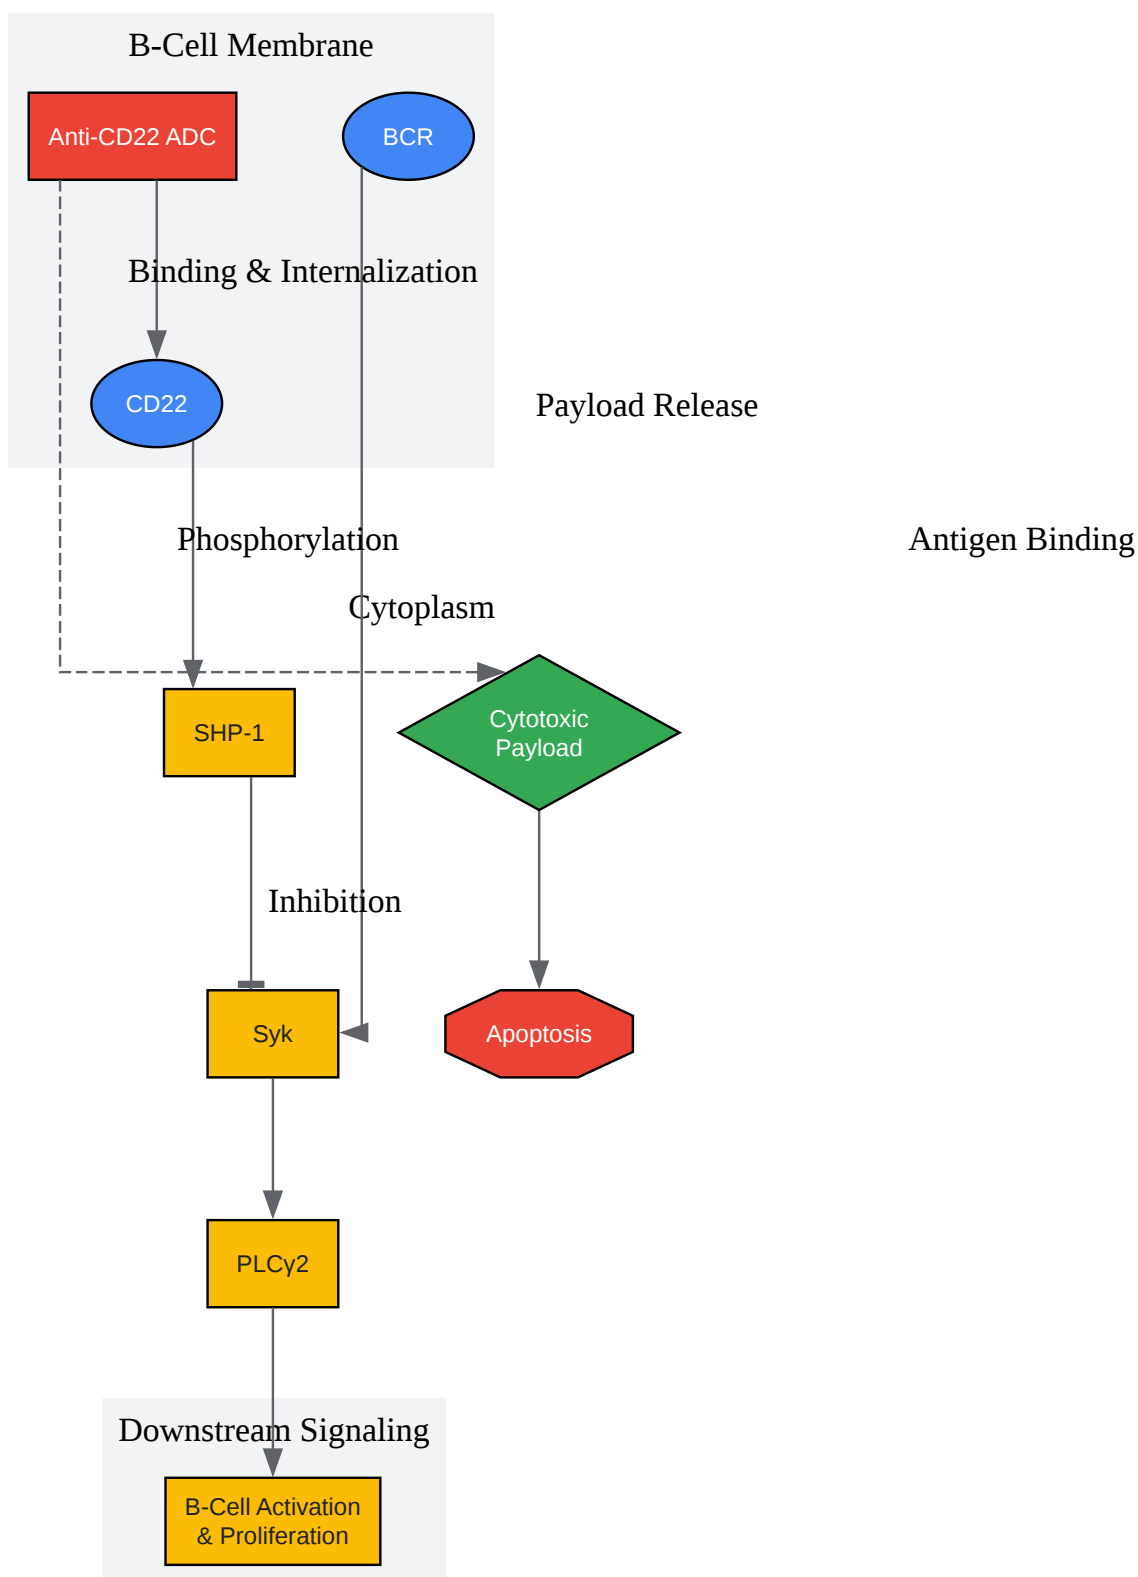 B-Cell Membrane
Anti-CD22 ADC
BCR
Binding & Internalization
CD22
Payload Release
Phosphorylation
Antigen Binding
Cytoplasm
SHP-1
Cytotoxic
Payload
Inhibition
Syk
Apoptosis
PLCγ2
Downstream Signaling
B-Cell Activation
& Proliferation